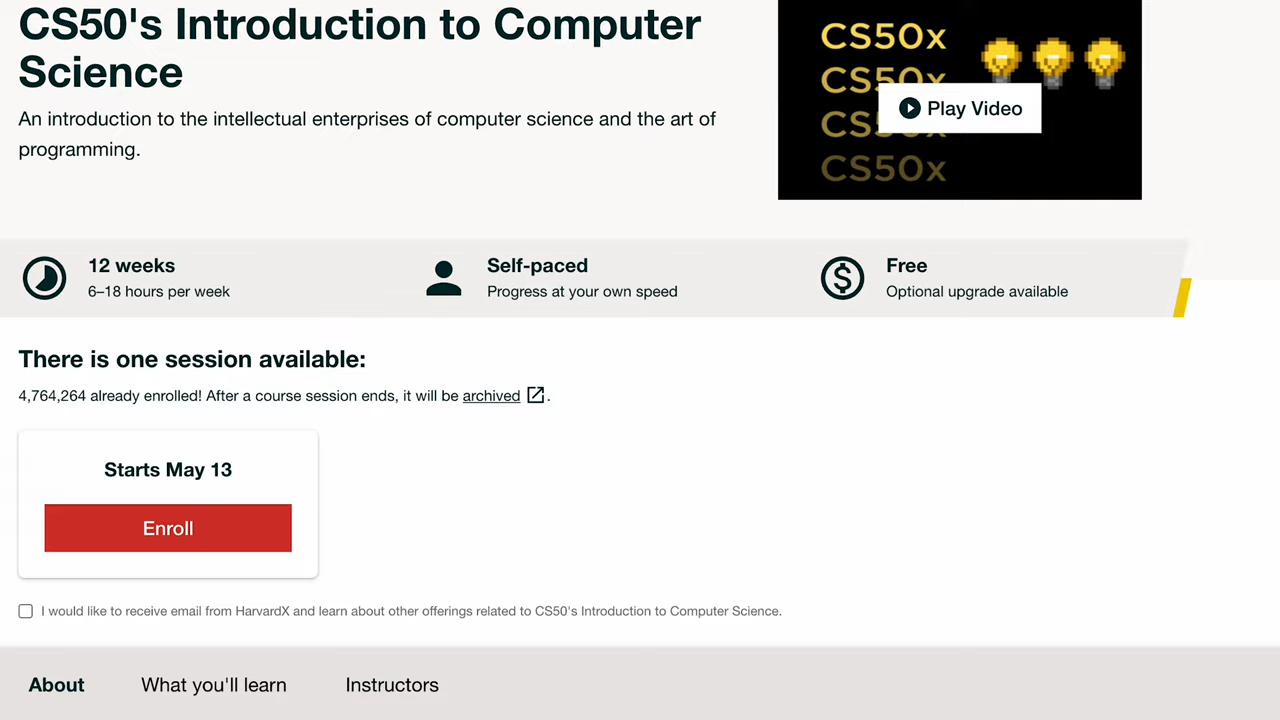 CS50's Introduction to Computer
Science
An introduction to the intellectual enterprises of computer science and the art of
programming.
CS50x
CS50x
CS50x
CS50x
Play Video
12 weeks
6–18 hours per week
Self-paced
Progress at your own speed
Free
Optional upgrade available
There is one session available:
4,764,264 already enrolled! After a course session ends, it will be archived.
Starts May 13
Enroll
I would like to receive email from HarvardX and learn about other offerings related to CS50's Introduction to Computer Science.
About What you'll learn Instructors